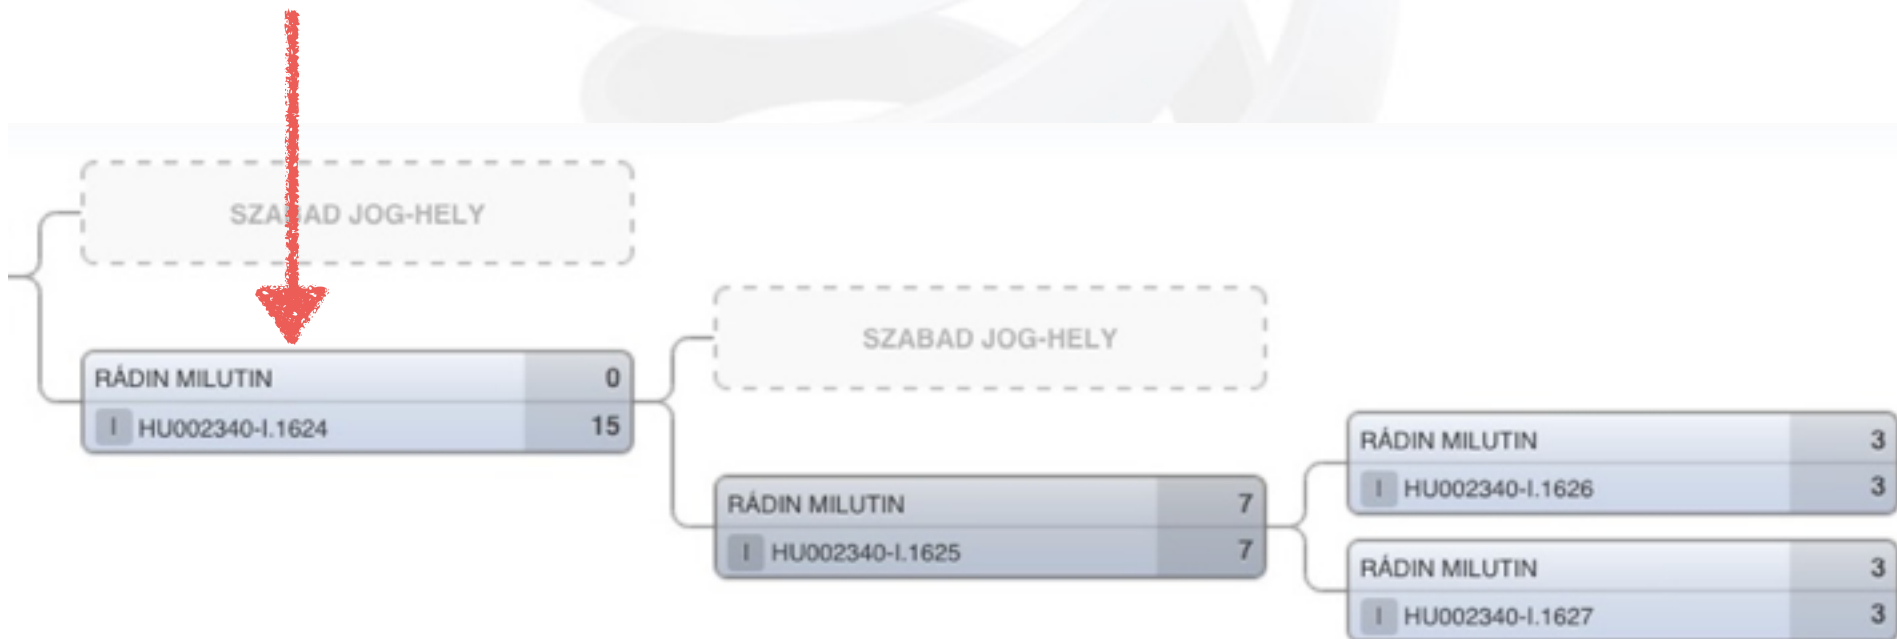 SZABAD JOG-HELY
RÁDIN MILUTIN 0
I HU002340-I.1624 15
SZABAD JOG-HELY
RÁDIN MILUTIN 7
I HU002340-I.1625 7
RÁDIN MILUTIN 3
I HU002340-I.1626 3
RÁDIN MILUTIN 3
I HU002340-I.1627 3